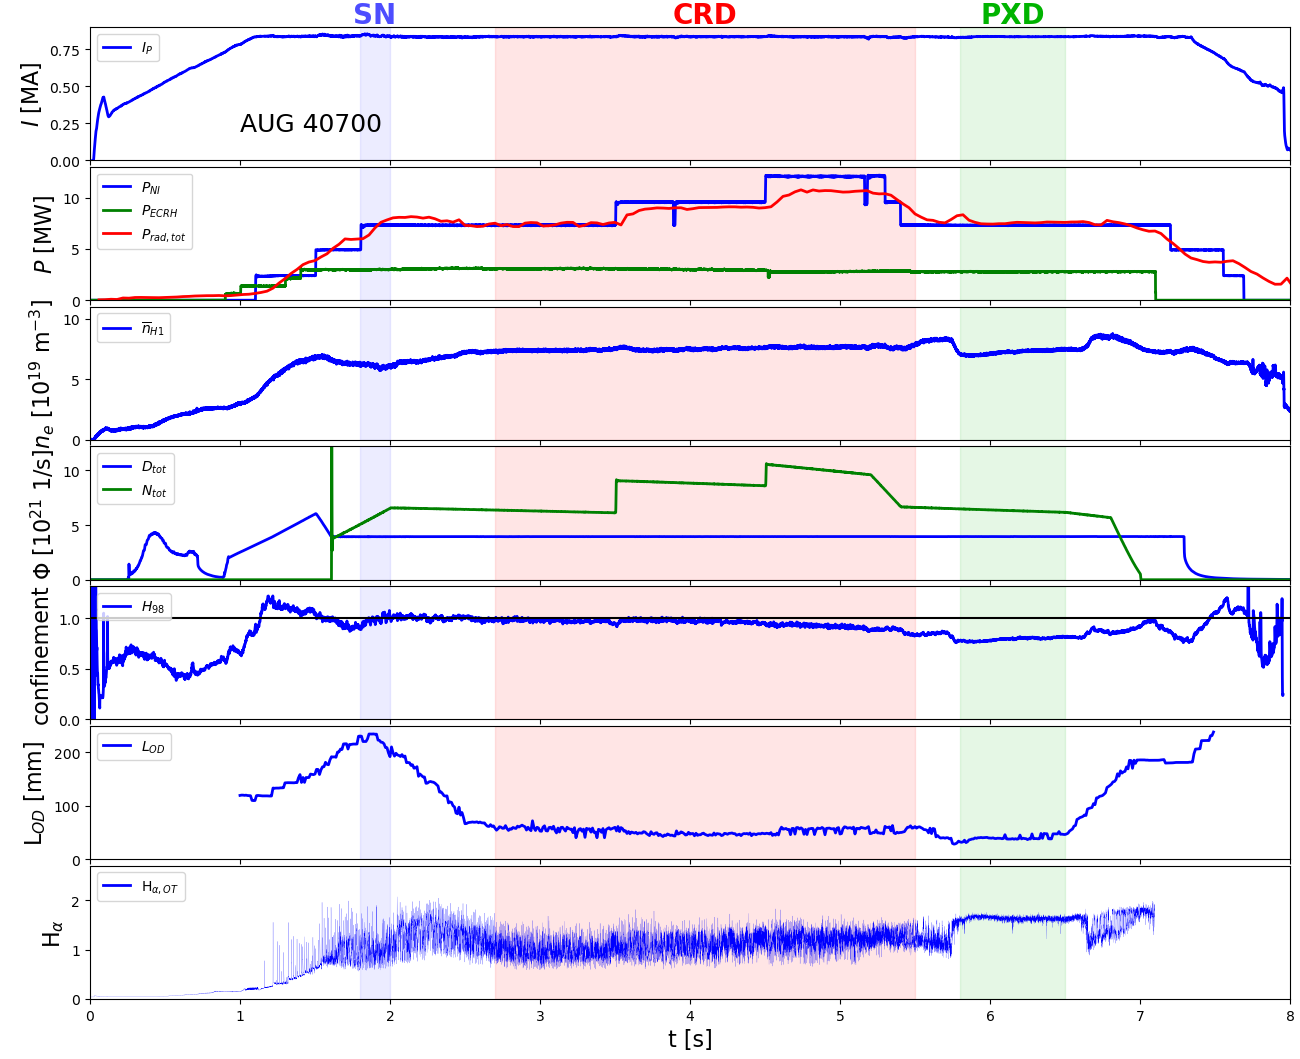 SN CRD PXD
I [MA]
0.75
0.50
0.25
0.00
I_P
AUG 40700
P [MW]
10
5
0
P_NI
P_ECRH
P_rad,tot
n_e [10^19 m^−3]
10
5
0
n̅_H1
Φ [10^21 1/s]
10
5
0
D_tot
N_tot
confinement
1.0
0.5
0.0
H_98
L_OD [mm]
200
100
0
L_OD
H_α
2
1
0
H_α,OT
0 1 2 3 4 5 6 7 8
t [s]